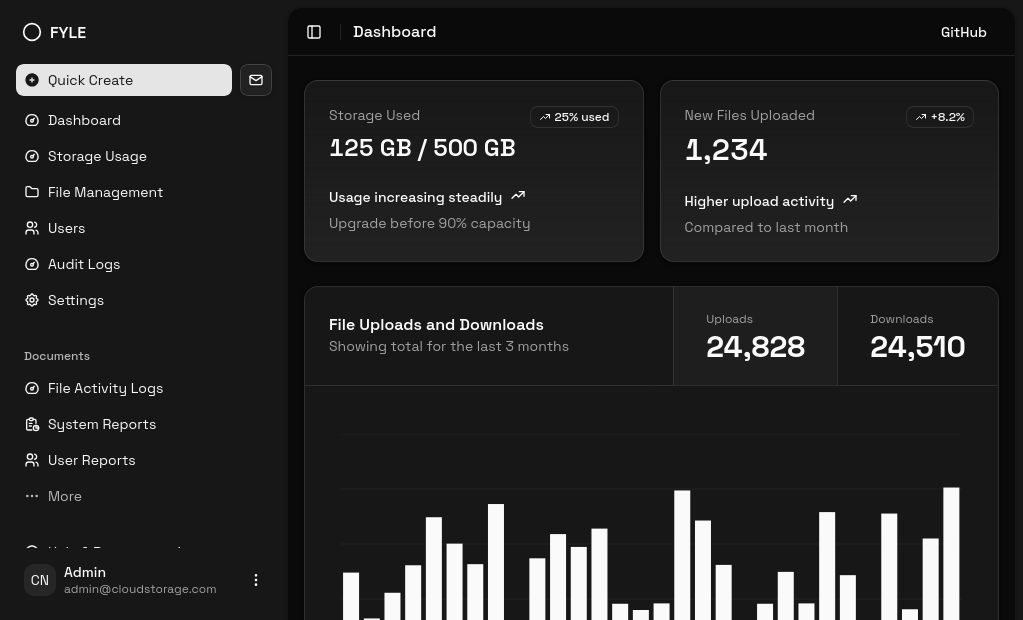 FYLE
Quick Create
Dashboard
Storage Usage
File Management
Users
Audit Logs
Settings
Documents
File Activity Logs
System Reports
User Reports
More
CN
Admin
admin@cloudstorage.com
Dashboard
GitHub
Storage Used
25% used
125 GB / 500 GB
Usage increasing steadily
Upgrade before 90% capacity
New Files Uploaded
+8.2%
1,234
Higher upload activity
Compared to last month
File Uploads and Downloads
Showing total for the last 3 months
Uploads
24,828
Downloads
24,510